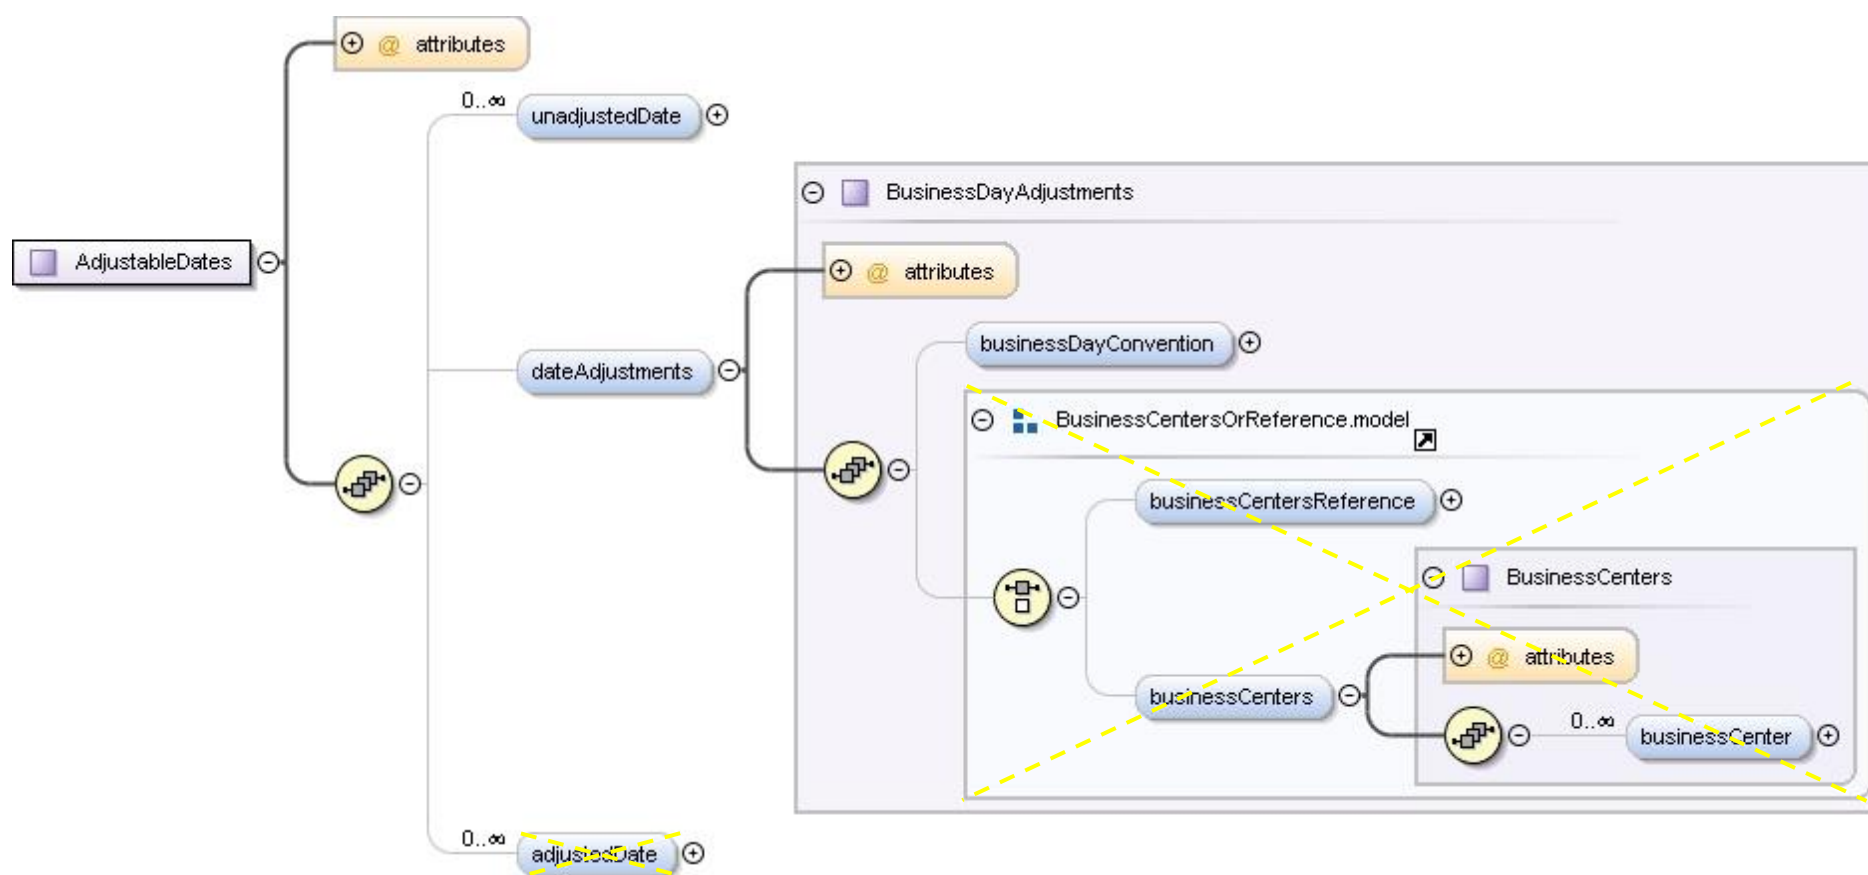 @ attributes
0..∞
unadjustedDate
BusinessDayAdjustments
AdjustableDates
@ attributes
businessDayConvention
dateAdjustments
BusinessCentersOrReference.model
businessCentersReference
BusinessCenters
@ attributes
businessCenters
0..∞
businessCenter
0..∞
adjustedDate